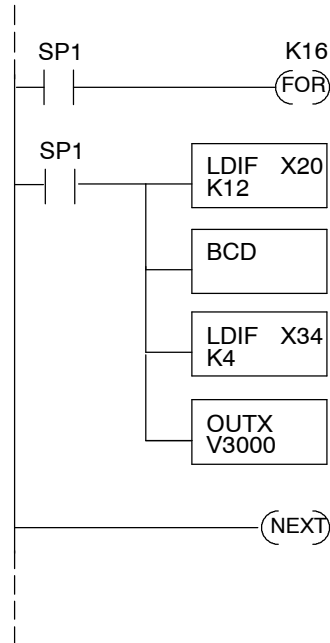 SP1 K16
FOR
SP1
LDIF X20
K12
BCD
LDIF X34
K4
OUTX
V3000
NEXT